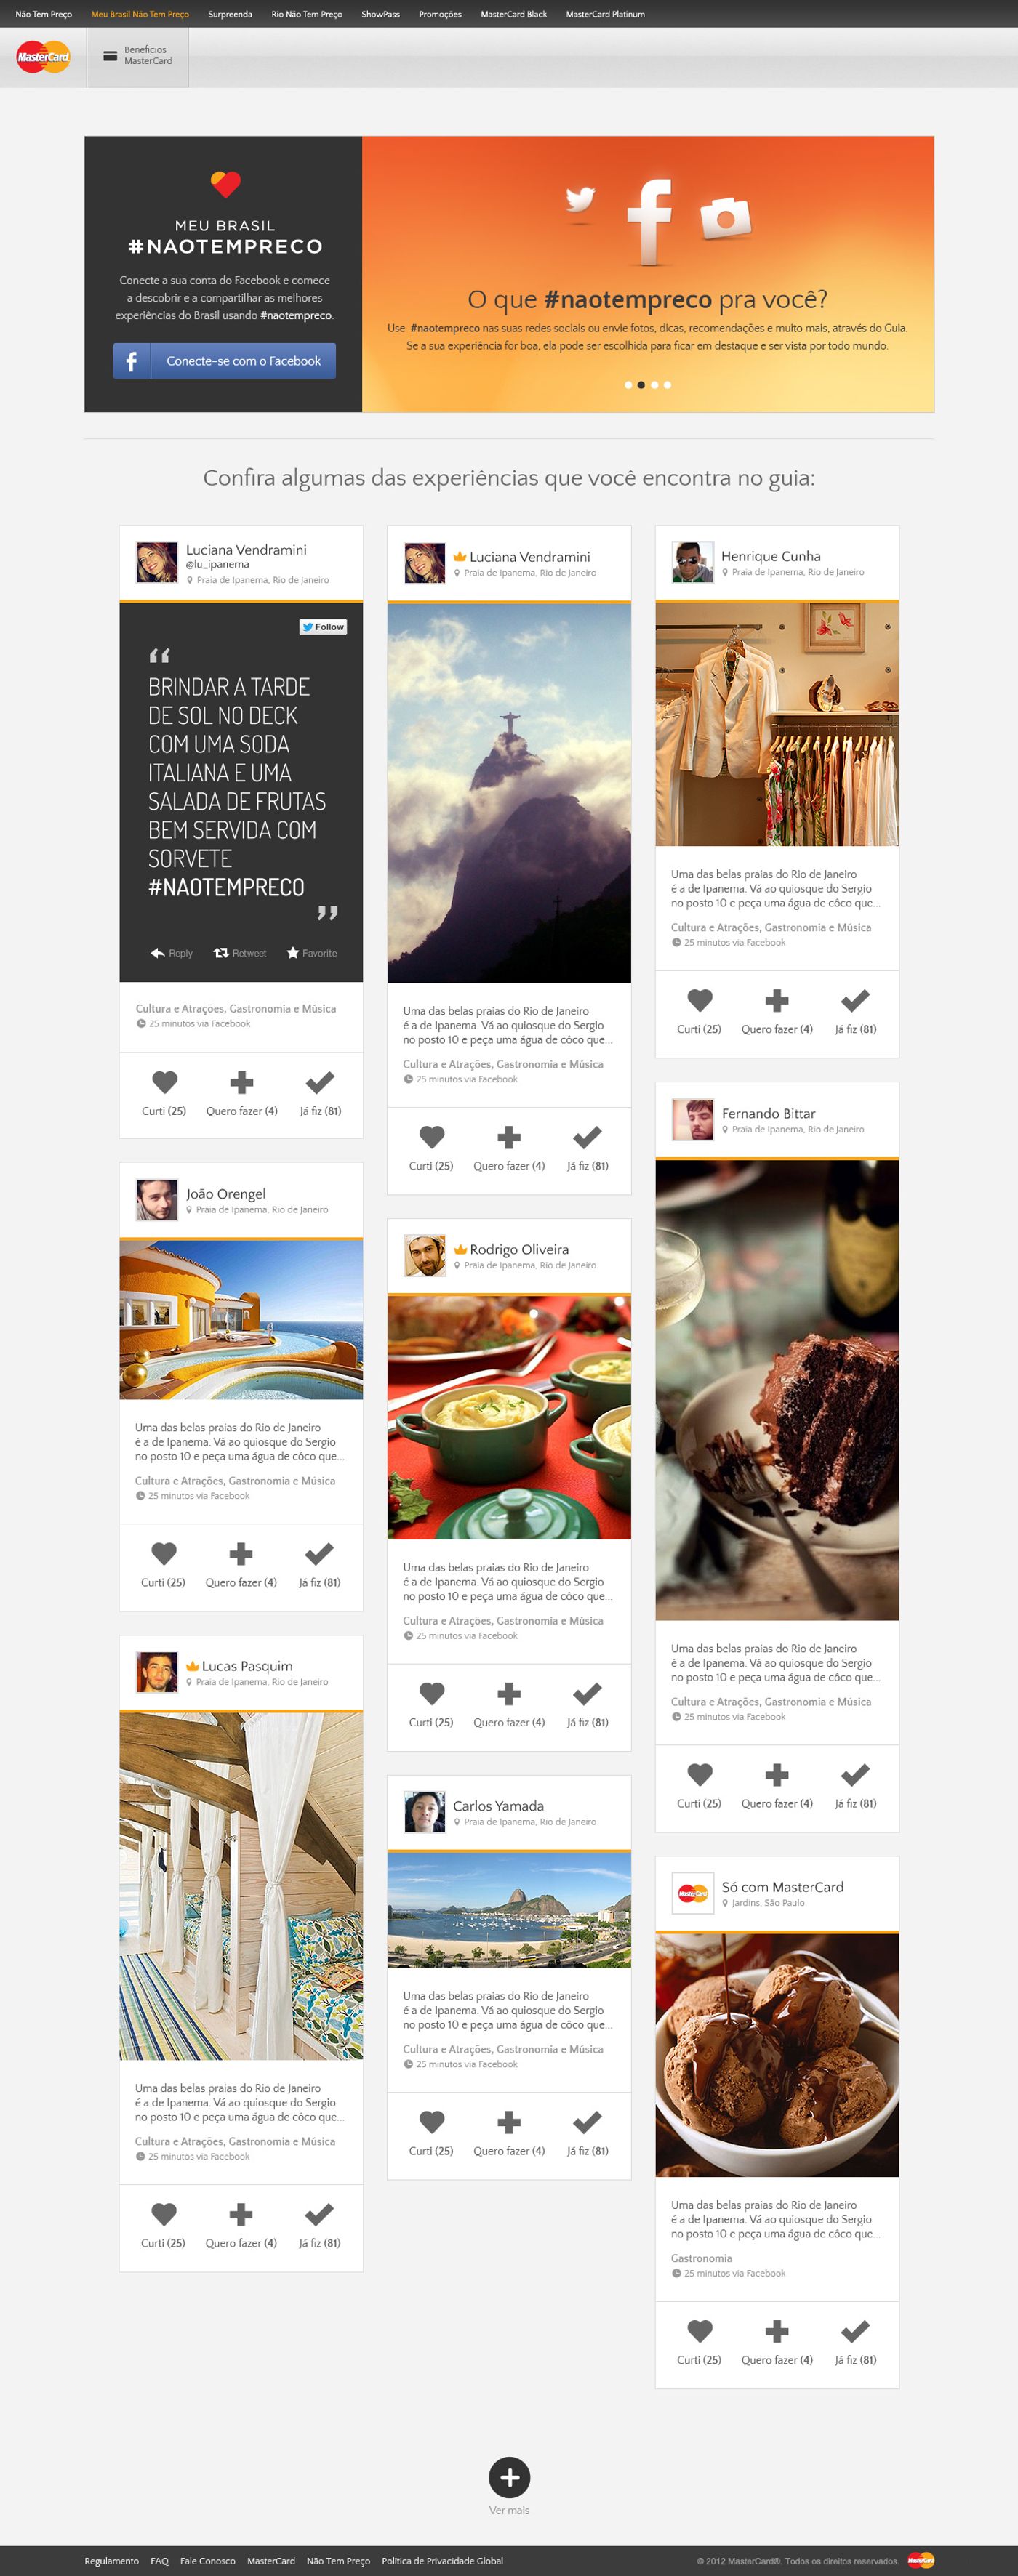 Não Tem Preço Meu Brasil Não Tem Preço Surpreenda Rio Não Tem Preço ShowPass Promoções MasterCard Black MasterCard Platinum
MasterCard
Benefícios
MasterCard
MEU BRASIL
#NAOTEMPRECO
Conecte a sua conta do Facebook e comece
a descobrir e a compartilhar as melhores
experiências do Brasil usando #naotempreco.
f Conecte-se com o Facebook
f
O que #naotempreco pra você?
Use #naotempreco nas suas redes sociais ou envie fotos, dicas, recomendações e muito mais, através do Guia.
Se a sua experiência for boa, ela pode ser escolhida para ficar em destaque e ser vista por todo mundo.
Confira algumas das experiências que você encontra no guia:
Luciana Vendramini
@lu_ipanema
Praia de Ipanema, Rio de Janeiro
Follow
“
BRINDAR A TARDE
DE SOL NO DECK
COM UMA SODA
ITALIANA E UMA
SALADA DE FRUTAS
BEM SERVIDA COM
SORVETE
#NAOTEMPRECO
”
Reply Retweet Favorite
Cultura e Atrações, Gastronomia e Música
25 minutos via Facebook
Curti (25) Quero fazer (4) Já fiz (81)
João Orengel
Praia de Ipanema, Rio de Janeiro
Uma das belas praias do Rio de Janeiro
é a de Ipanema. Vá ao quiosque do Sergio
no posto 10 e peça uma água de côco que...
Cultura e Atrações, Gastronomia e Música
25 minutos via Facebook
Curti (25) Quero fazer (4) Já fiz (81)
Lucas Pasquim
Praia de Ipanema, Rio de Janeiro
Uma das belas praias do Rio de Janeiro
é a de Ipanema. Vá ao quiosque do Sergio
no posto 10 e peça uma água de côco que...
Cultura e Atrações, Gastronomia e Música
25 minutos via Facebook
Curti (25) Quero fazer (4) Já fiz (81)
Luciana Vendramini
Praia de Ipanema, Rio de Janeiro
Uma das belas praias do Rio de Janeiro
é a de Ipanema. Vá ao quiosque do Sergio
no posto 10 e peça uma água de côco que...
Cultura e Atrações, Gastronomia e Música
25 minutos via Facebook
Curti (25) Quero fazer (4) Já fiz (81)
Rodrigo Oliveira
Praia de Ipanema, Rio de Janeiro
Uma das belas praias do Rio de Janeiro
é a de Ipanema. Vá ao quiosque do Sergio
no posto 10 e peça uma água de côco que...
Cultura e Atrações, Gastronomia e Música
25 minutos via Facebook
Curti (25) Quero fazer (4) Já fiz (81)
Carlos Yamada
Praia de Ipanema, Rio de Janeiro
Uma das belas praias do Rio de Janeiro
é a de Ipanema. Vá ao quiosque do Sergio
no posto 10 e peça uma água de côco que...
Cultura e Atrações, Gastronomia e Música
25 minutos via Facebook
Curti (25) Quero fazer (4) Já fiz (81)
Henrique Cunha
Praia de Ipanema, Rio de Janeiro
Uma das belas praias do Rio de Janeiro
é a de Ipanema. Vá ao quiosque do Sergio
no posto 10 e peça uma água de côco que...
Cultura e Atrações, Gastronomia e Música
25 minutos via Facebook
Curti (25) Quero fazer (4) Já fiz (81)
Fernando Bittar
Praia de Ipanema, Rio de Janeiro
Uma das belas praias do Rio de Janeiro
é a de Ipanema. Vá ao quiosque do Sergio
no posto 10 e peça uma água de côco que...
Cultura e Atrações, Gastronomia e Música
25 minutos via Facebook
Curti (25) Quero fazer (4) Já fiz (81)
MasterCard
Só com MasterCard
Jardins, São Paulo
Uma das belas praias do Rio de Janeiro
é a de Ipanema. Vá ao quiosque do Sergio
no posto 10 e peça uma água de côco que...
Gastronomia
25 minutos via Facebook
Curti (25) Quero fazer (4) Já fiz (81)
Ver mais
Regulamento FAQ Fale Conosco MasterCard Não Tem Preço Política de Privacidade Global © 2012 MasterCard®. Todos os direitos reservados. MasterCard